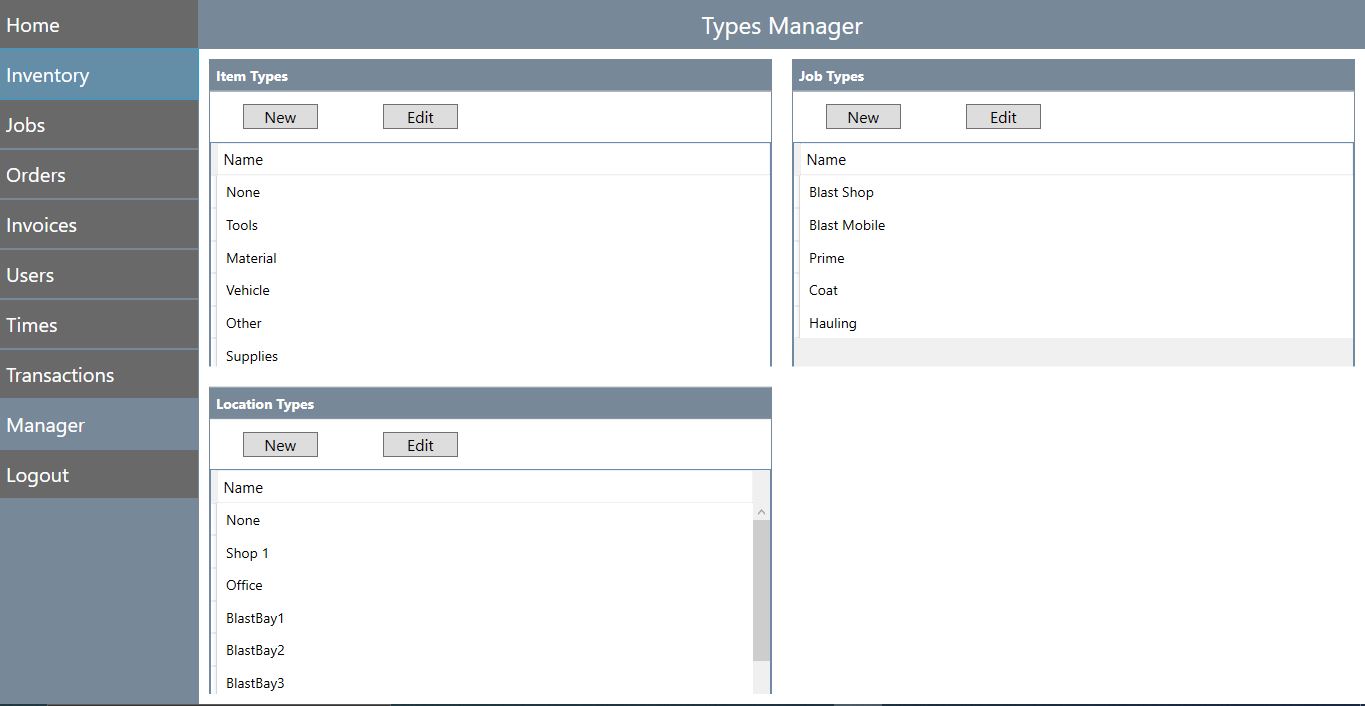 Home
Inventory
Jobs
Orders
Invoices
Users
Times
Transactions
Manager
Logout
Types Manager
Item Types
New Edit
Name
None
Tools
Material
Vehicle
Other
Supplies
Job Types
New Edit
Name
Blast Shop
Blast Mobile
Prime
Coat
Hauling
Location Types
New Edit
Name
None
Shop 1
Office
BlastBay1
BlastBay2
BlastBay3